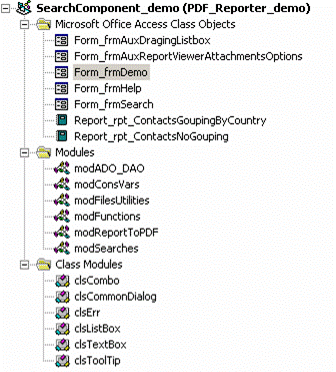 SearchComponent_demo (PDF_Reporter_demo)
Microsoft Office Access Class Objects
Form_frmAuxDragingListbox
Form_frmAuxReportViewerAttachmentsOptions
Form_frmDemo
Form_frmHelp
Form_frmSearch
Report_rpt_ContactsGoupingByCountry
Report_rpt_ContactsNoGouping
Modules
modADO_DAO
modConsVars
modFilesUtilities
modFunctions
modReportToPDF
modSearches
Class Modules
clsCombo
clsCommonDialog
clsErr
clsListBox
clsTextBox
clsToolTip